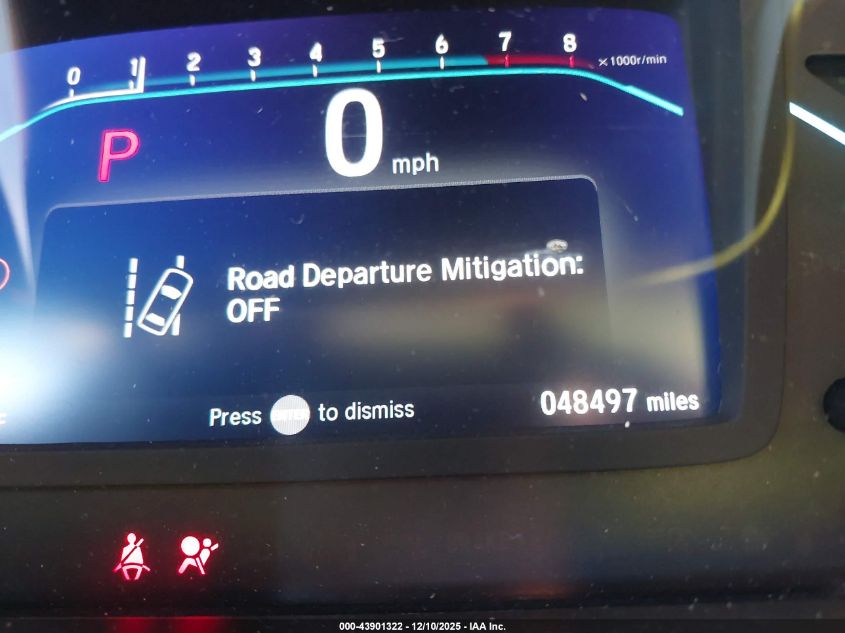 0 1 2 3 4 5 6 7 8 ×1000r/min
P 0 mph
Road Departure Mitigation:
OFF
Press ENTER to dismiss
048497 miles
000-43901322 - 12/10/2025 - IAA Inc.